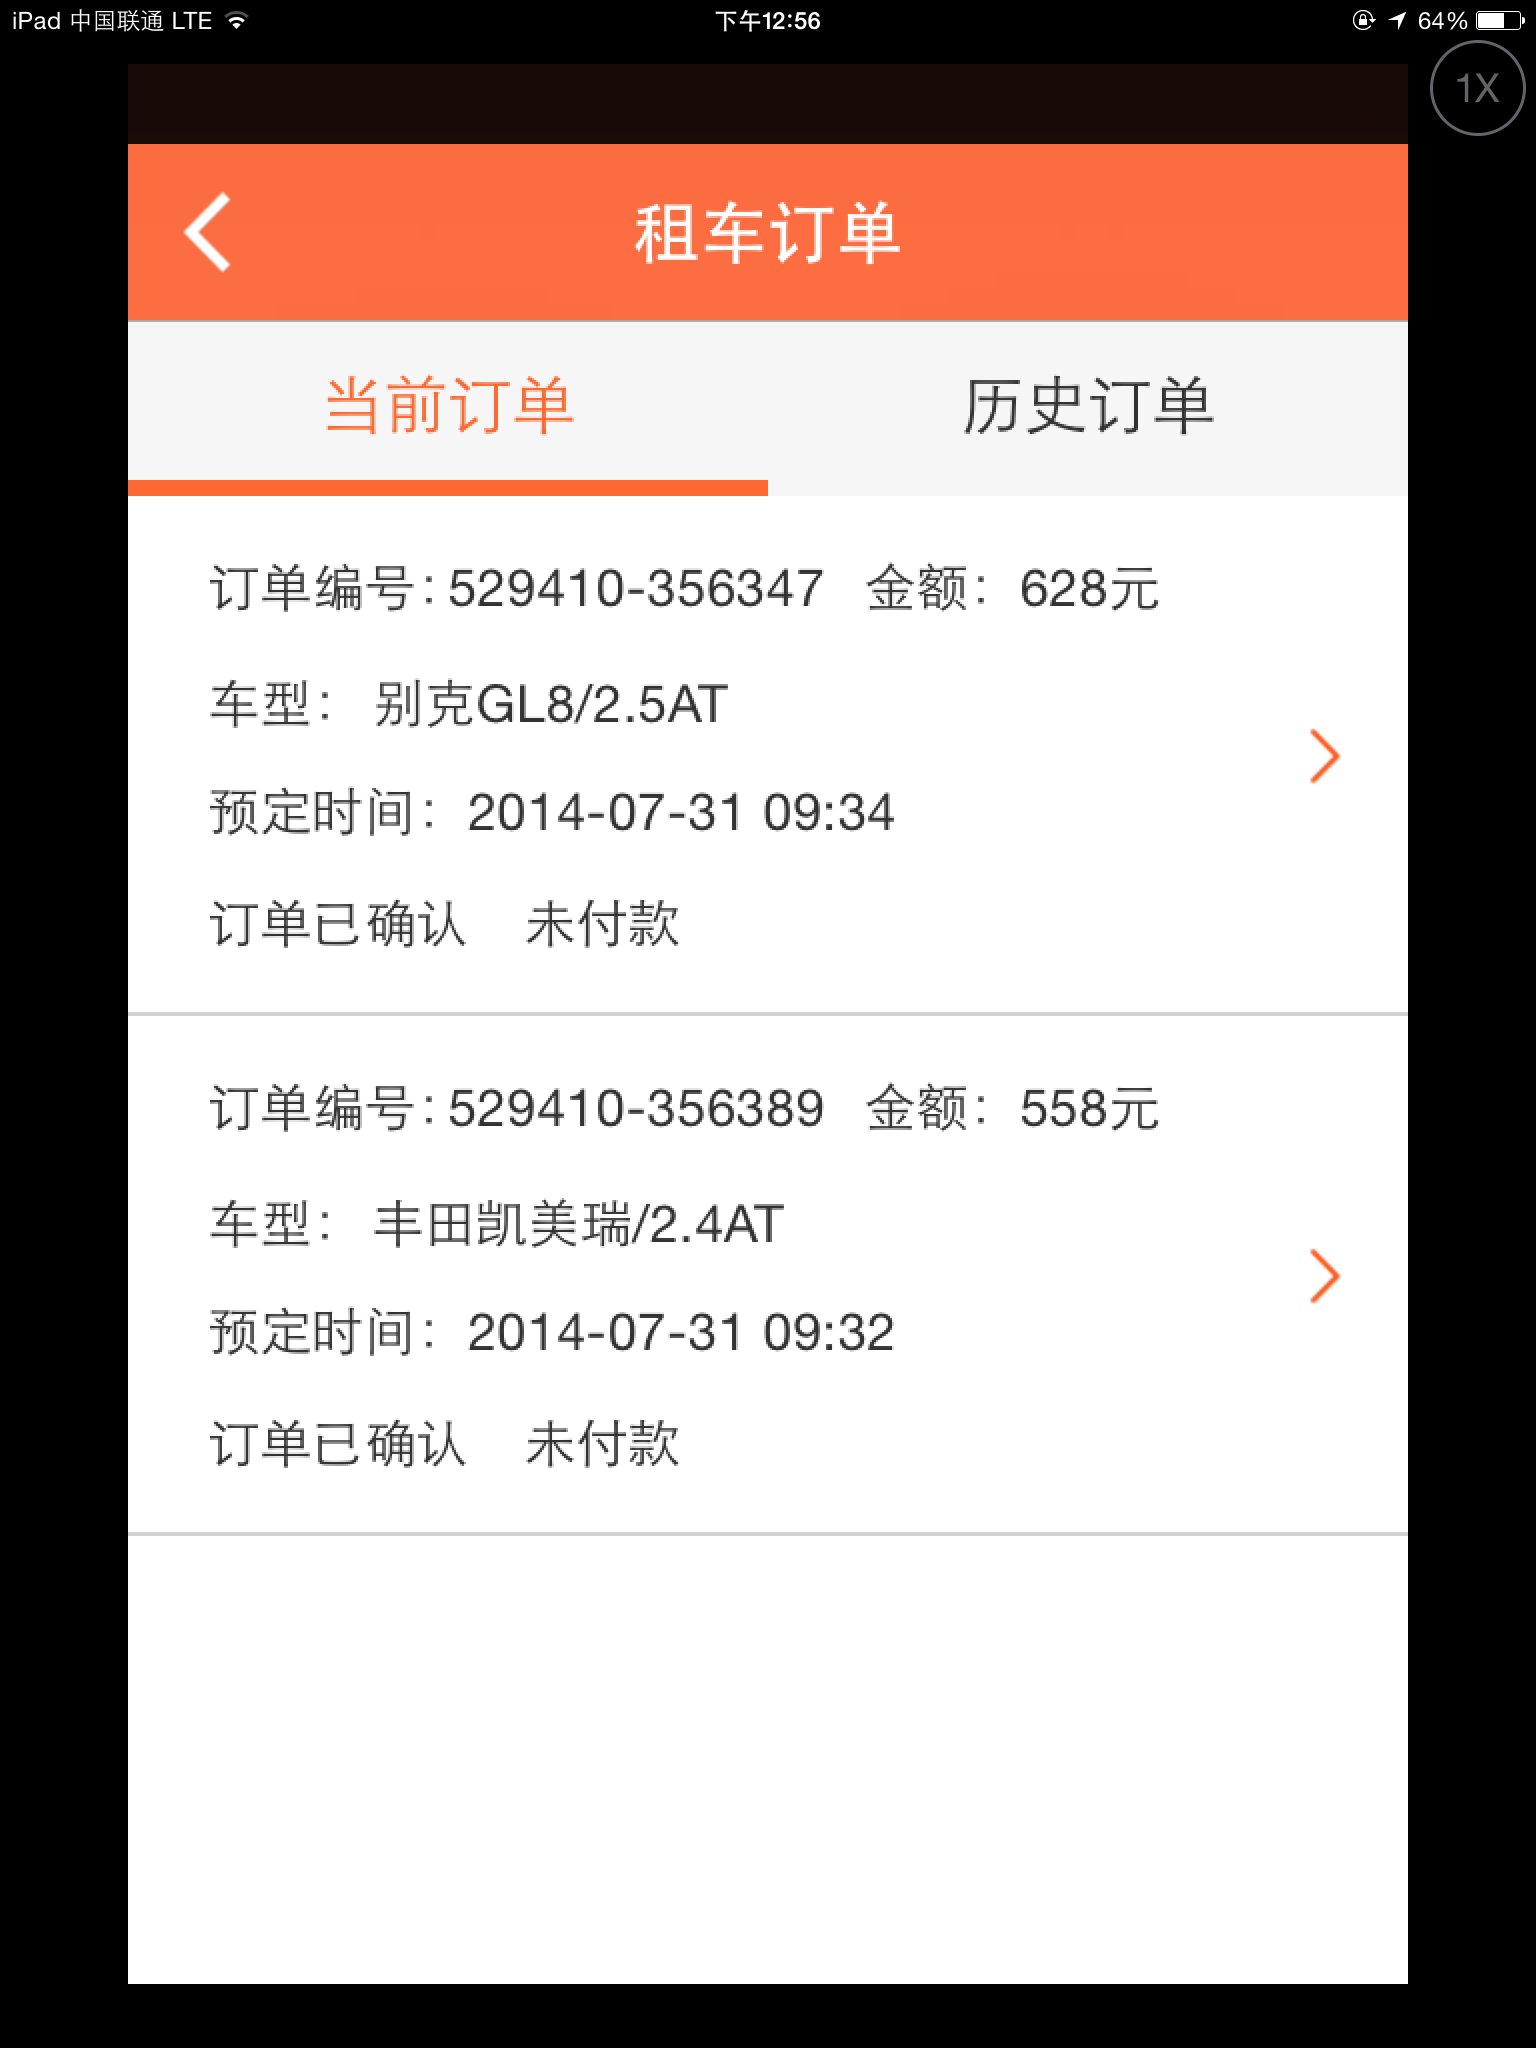 iPad 中国联通 LTE 下午12:56 64%
1X
租车订单
当前订单 历史订单
订单编号:529410-356347 金额：628元
车型： 别克GL8/2.5AT
预定时间：2014-07-31 09:34
订单已确认 未付款
订单编号:529410-356389 金额：558元
车型： 丰田凯美瑞/2.4AT
预定时间：2014-07-31 09:32
订单已确认 未付款